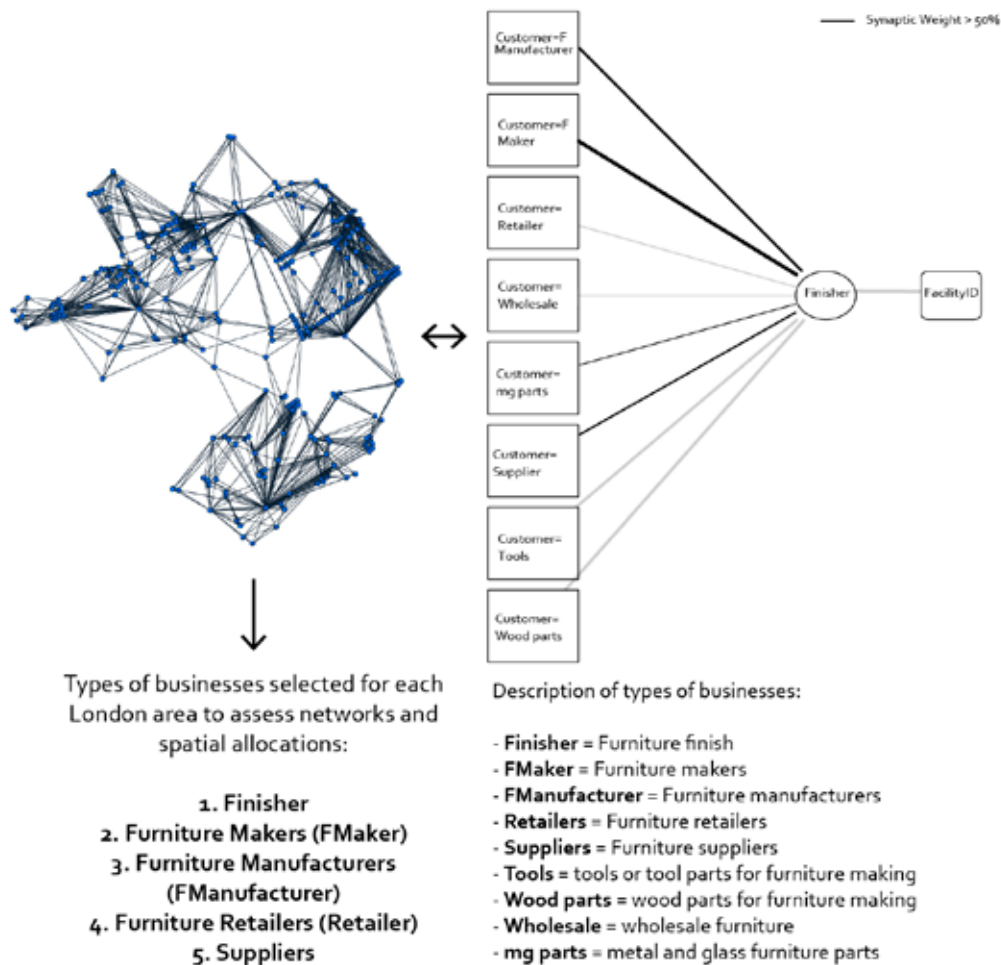 Synaptic Weight > 50%
Customer=F
Manufacturer
Customer=F
Maker
Customer=
Retailer
Customer=
Wholesale
Customer=
mg parts
Customer=
Supplier
Customer=
Tools
Customer=
Wood parts
Finisher
FacilityID
Types of businesses selected for each
London area to assess networks and
spatial allocations:
1. Finisher
2. Furniture Makers (FMaker)
3. Furniture Manufacturers
(FManufacturer)
4. Furniture Retailers (Retailer)
5. Suppliers
Description of types of businesses:
- Finisher = Furniture finish
- FMaker = Furniture makers
- FManufacturer = Furniture manufacturers
- Retailers = Furniture retailers
- Suppliers = Furniture suppliers
- Tools = tools or tool parts for furniture making
- Wood parts = wood parts for furniture making
- Wholesale = wholesale furniture
- mg parts = metal and glass furniture parts